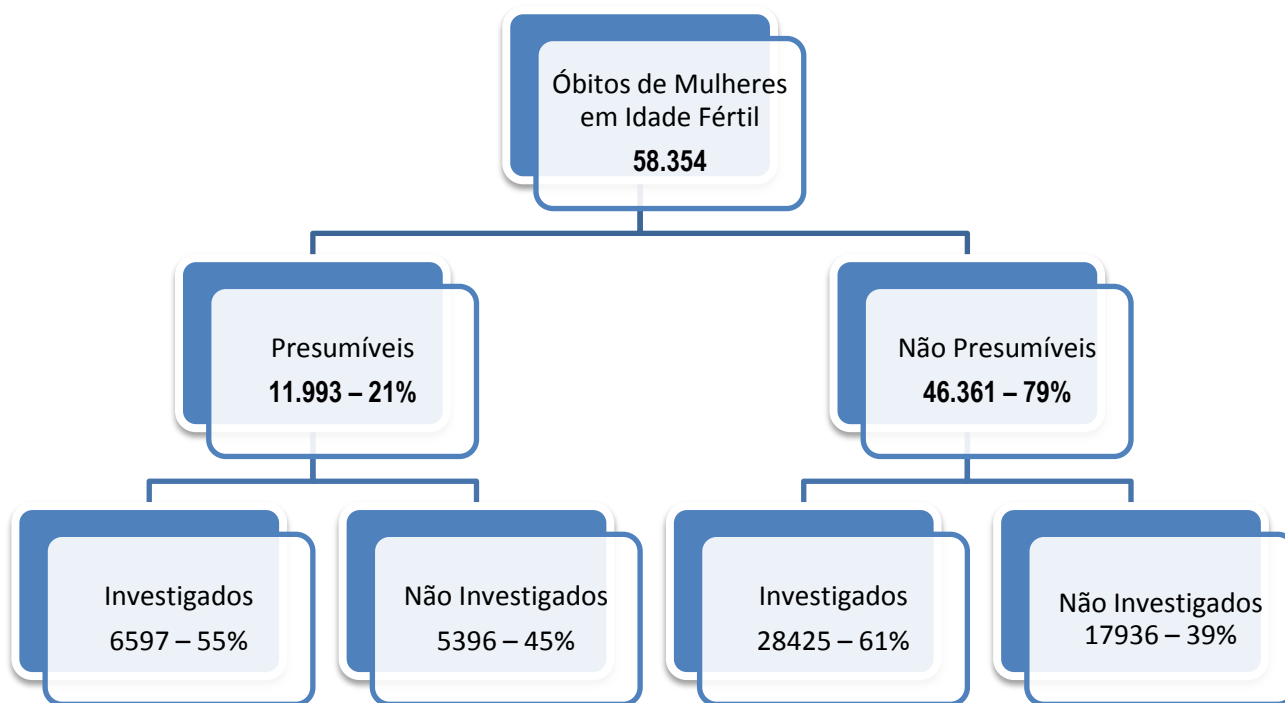 Óbitos de Mulheres
em Idade Fértil
58.354
Presumíveis
11.993 – 21%
Não Presumíveis
46.361 – 79%
Investigados
6597 – 55%
Não Investigados
5396 – 45%
Investigados
28425 – 61%
Não Investigados
17936 – 39%